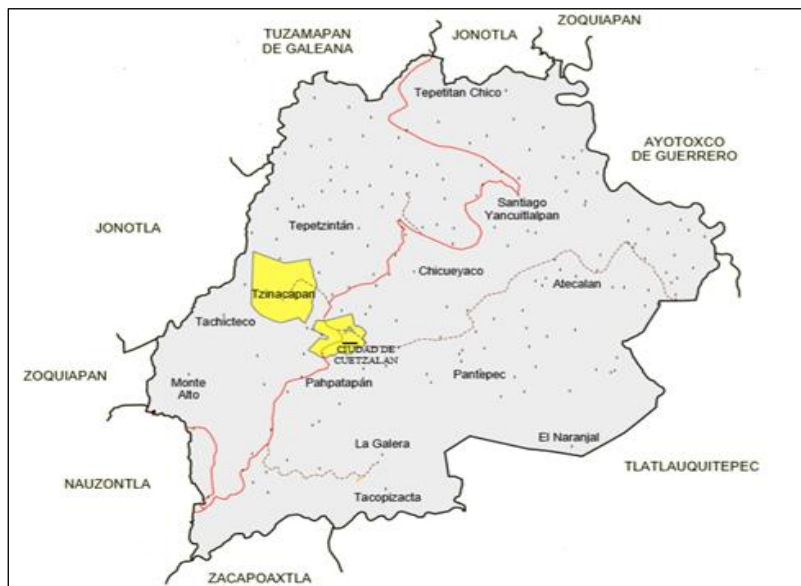 ZOQUIAPAN
TUZAMAPAN
DE GALEANA
JONOTLA
Tepetitan Chico
AYOTOXCO
DE GUERRERO
Santiago
Yancuitlalpan
Tepetzintán
JONOTLA
Chicueyaco
Atecalan
Tzinacapan
Tachicteco
CIUDAD DE
CUETZALAN
ZOQUIAPAN
Monte
Alto
Pahpatapán
Pantepec
El Naranjal
La Galera
TLATLAUQUITEPEC
NAUZONTLA
Tacopizacta
ZACAPOAXTLA